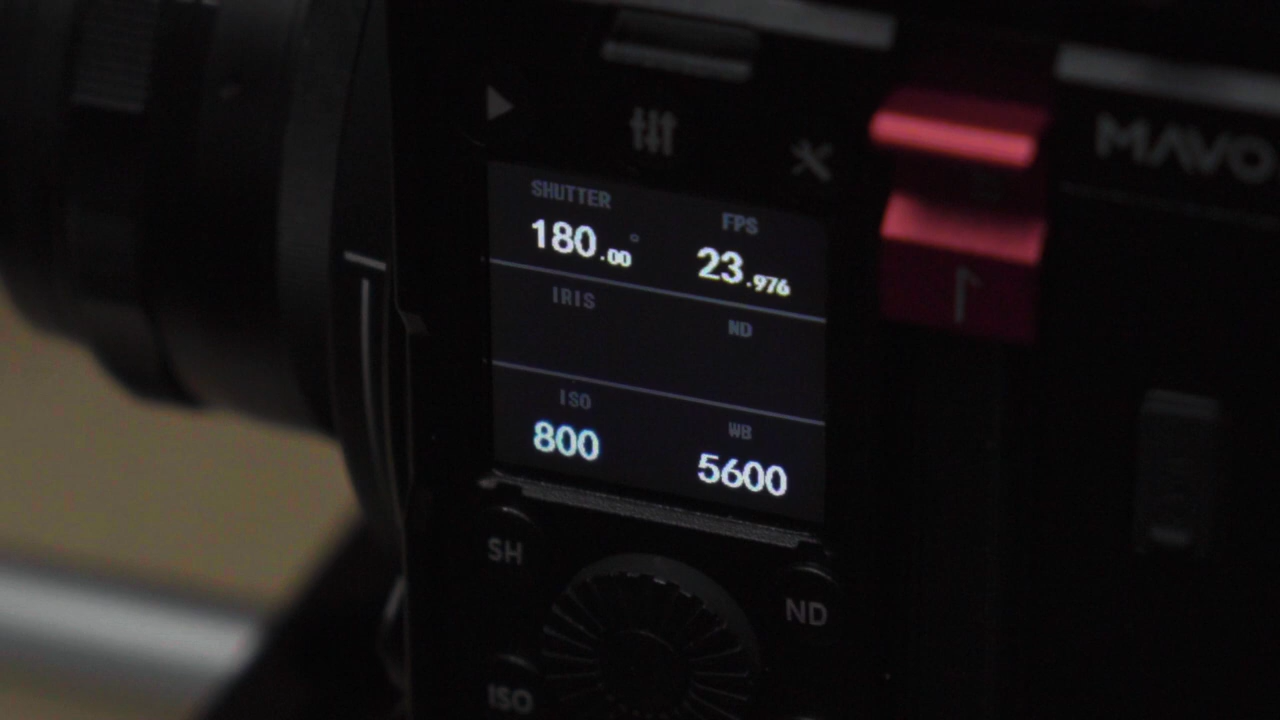 MAVO
SHUTTER FPS
180.00° 23.976
IRIS ND
ISO WB
800 5600
SH
ND
ISO